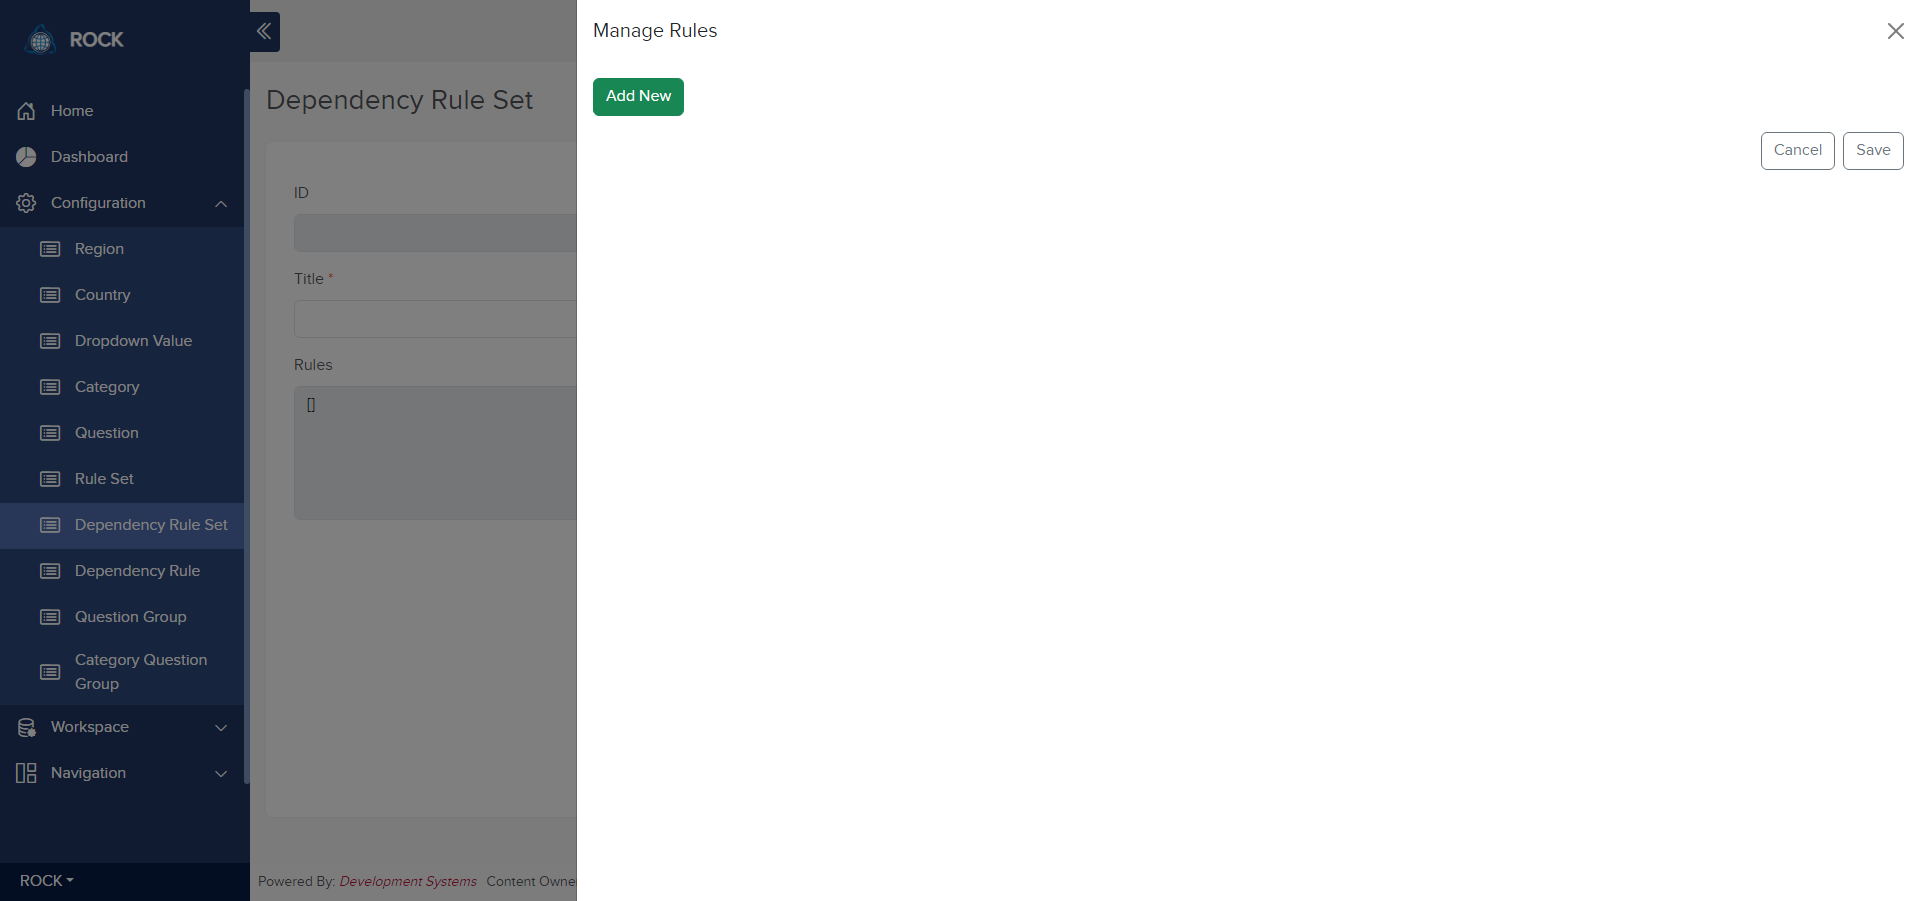 ROCK
Home
Dashboard
Configuration
Region
Country
Dropdown Value
Category
Question
Rule Set
Dependency Rule Set
Dependency Rule
Question Group
Category Question
Group
Workspace
Navigation
ROCK
Dependency Rule Set
ID
Title *
Rules
[]
Powered By: Development Systems Content Owne
Manage Rules
Add New
Cancel
Save